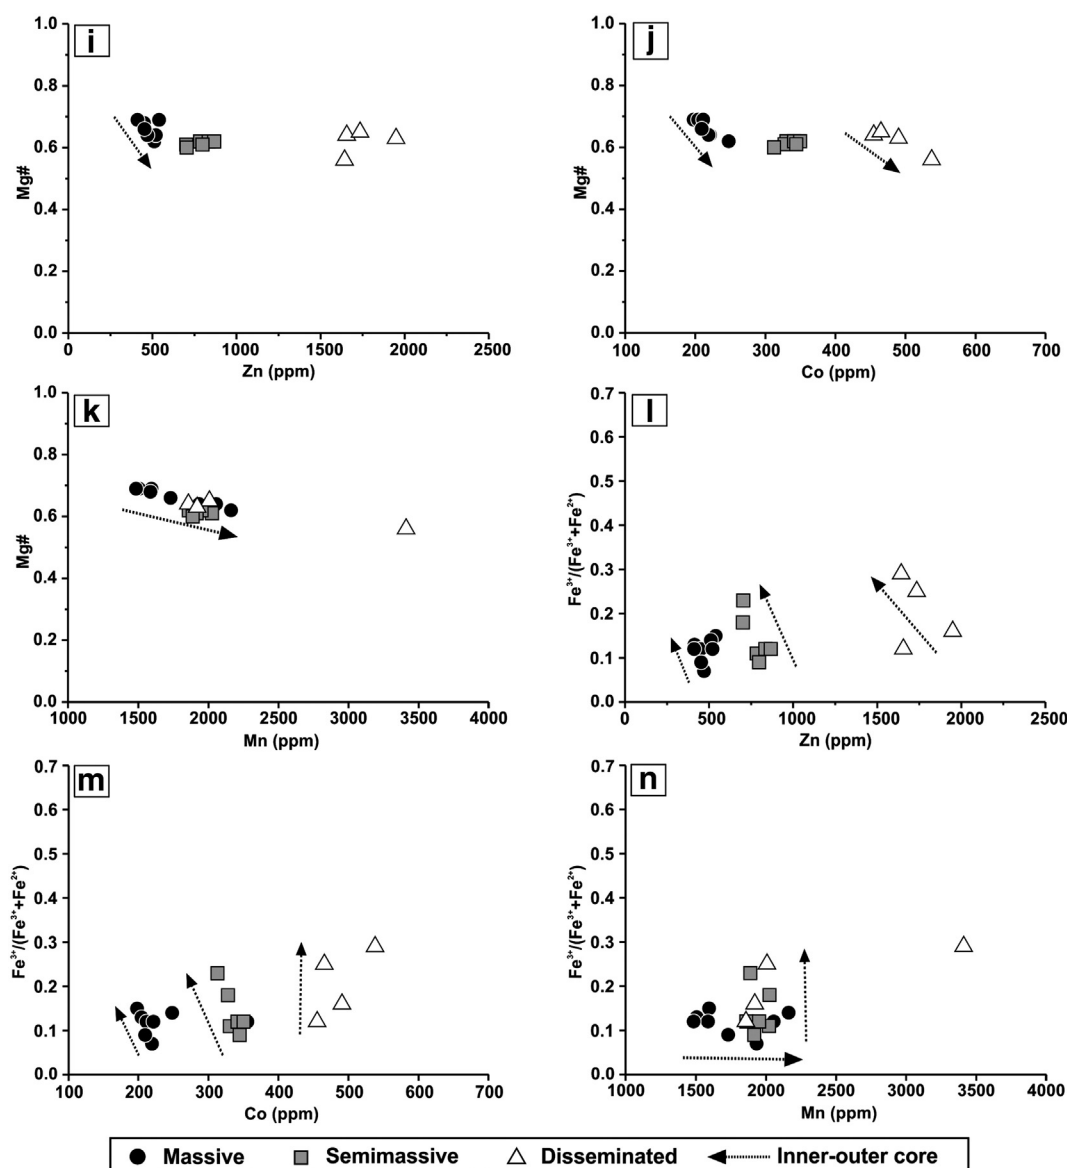 i
1.0
0.8
0.6
0.4
0.2
0.0
Mg#
0 500 1000 1500 2000 2500
Zn (ppm)
j
1.0
0.8
0.6
0.4
0.2
0.0
Mg#
100 200 300 400 500 600 700
Co (ppm)
k
1.0
0.8
0.6
0.4
0.2
0.0
Mg#
1000 1500 2000 2500 3000 3500 4000
Mn (ppm)
l
0.7
0.6
0.5
0.4
0.3
0.2
0.1
0.0
Fe³⁺/(Fe³⁺+Fe²⁺)
0 500 1000 1500 2000 2500
Zn (ppm)
m
0.7
0.6
0.5
0.4
0.3
0.2
0.1
0.0
Fe³⁺/(Fe³⁺+Fe²⁺)
100 200 300 400 500 600 700
Co (ppm)
n
0.7
0.6
0.5
0.4
0.3
0.2
0.1
0.0
Fe³⁺/(Fe³⁺+Fe²⁺)
1000 1500 2000 2500 3000 3500 4000
Mn (ppm)
Massive Semimassive Disseminated Inner-outer core